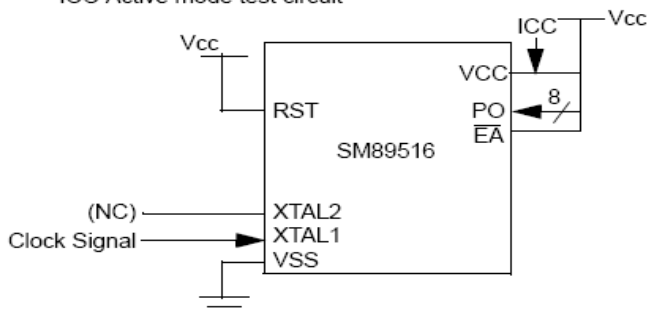 ICC Active mode test circuit
Vcc
ICC
Vcc
VCC
8
RST
PO
EA
SM89516
(NC)
XTAL2
Clock Signal
XTAL1
VSS